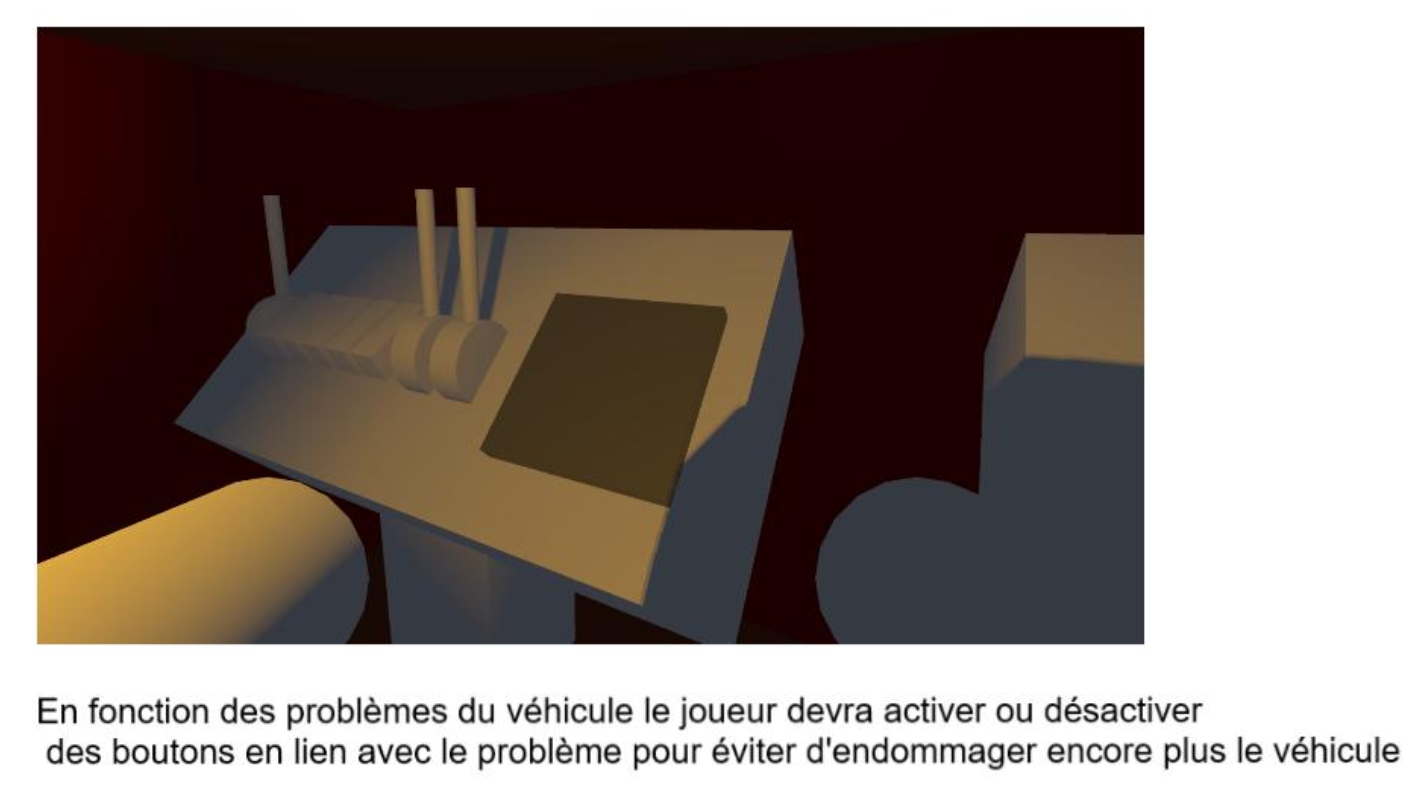 En fonction des problèmes du véhicule le joueur devra activer ou désactiver
des boutons en lien avec le problème pour éviter d'endommager encore plus le véhicule